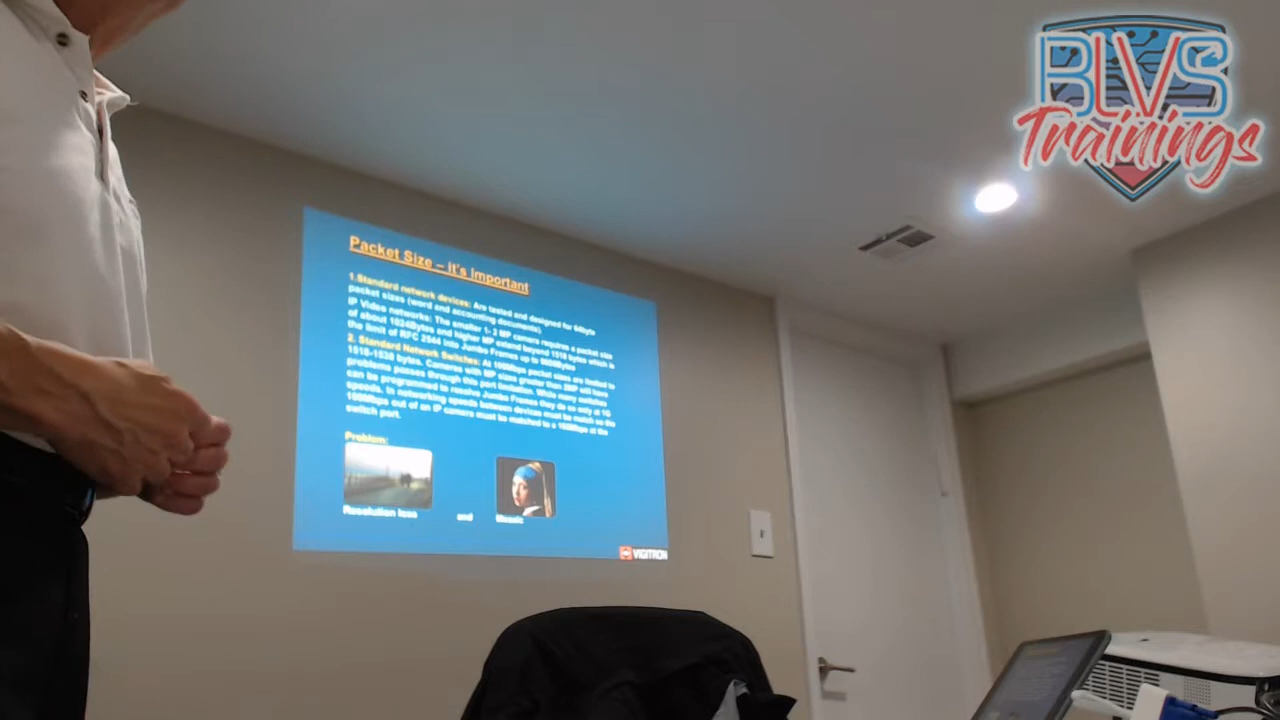 BLVS
Trainings
Packet Size – It's Important
1.Standard network devices: Are tested and designed for 64byte
packet sizes (word and accounting documents)
IP Video networks: The smaller 1- 2 MP camera requires a packet size
of about 1024Bytes and higher MP extend beyond 1518 bytes which is
the limit of RFC 2544 into Jumbo Frames up to 9600Bytes
2. Standard Network Switches: At 100Mbps packet sizes are limited to
1518-1538 bytes. Cameras with MP sizes greater than 2MP will have
problems passes through this port limitation. While many switches
can be programmed to resolve Jumbo Frames they do so only at 1G
speeds. In networking speeds between devices must be match so the
100Mbps out of an IP camera must be matched to a 100Mbps at the
switch port.
Problem:
Resolution loss and Mosaic
VIGITRON